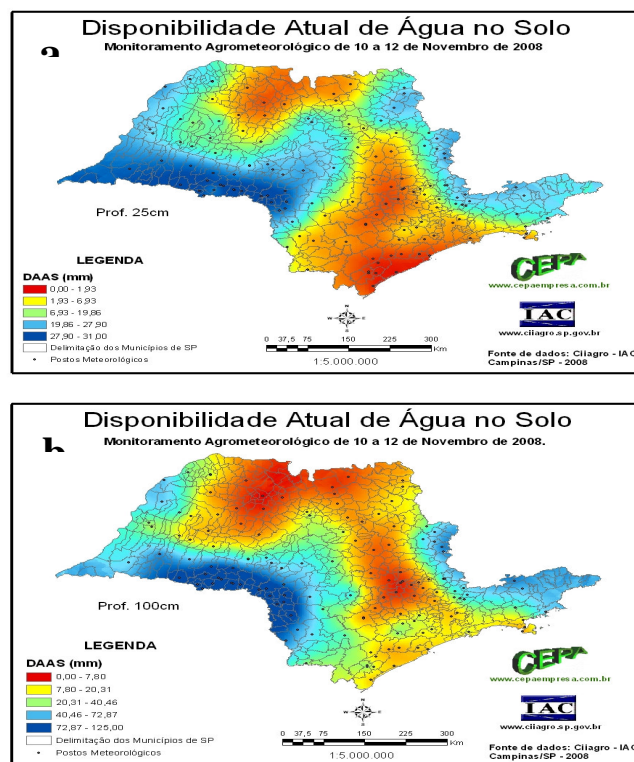 Disponibilidade Atual de Água no Solo
a
Monitoramento Agrometeorológico de 10 a 12 de Novembro de 2008
Prof. 25cm
LEGENDA
DAAS (mm)
0,00 - 1,93
1,93 - 6,93
6,93 - 19,86
19,86 - 27,90
27,90 - 31,00
Delimitação dos Municípios de SP
Postos Meteorológicos
N
W E
S
0 37,5 75 150 225 300
Km
1:5.000.000
CEPA
www.cepaempresa.com.br
IAC
www.ciiagro.sp.gov.br
Fonte de dados: Ciiagro - IAC
Campinas/SP - 2008
Disponibilidade Atual de Água no Solo
b
Monitoramento Agrometeorológico de 10 a 12 de Novembro de 2008.
Prof. 100cm
LEGENDA
DAAS (mm)
0,00 - 7,80
7,80 - 20,31
20,31 - 40,46
40,46 - 72,87
72,87 - 125,00
Delimitação dos Municípios de SP
Postos Meteorológicos
N
W E
S
0 37,5 75 150 225 300
Km
1:5.000.000
CEPA
www.cepaempresa.com.br
IAC
www.ciiagro.sp.gov.br
Fonte de dados: Ciiagro - IAC
Campinas/SP - 2008